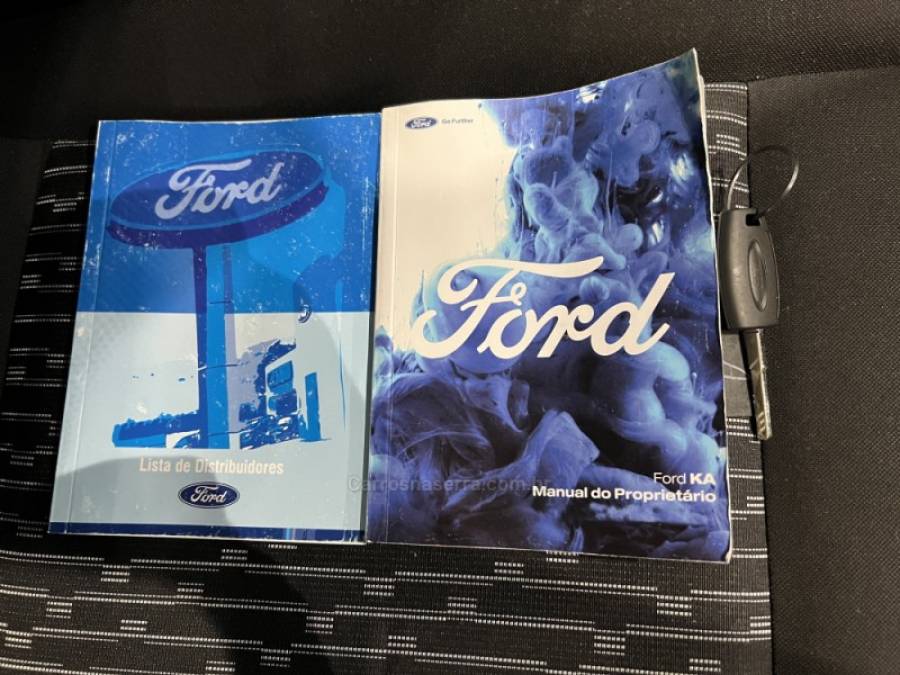 Ford
Lista de Distribuidores
Ford
Ford
Go Further
Ford
Ford KA
Manual do Proprietário
Carrosnaserra.com.br